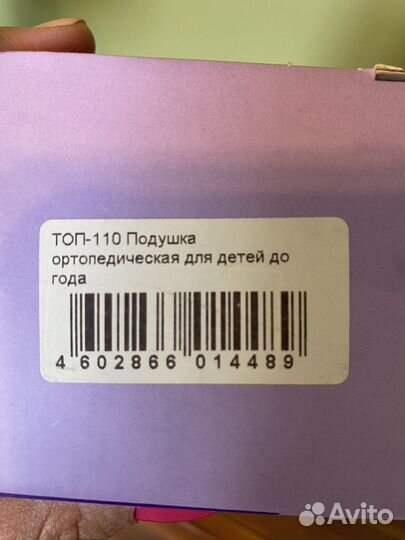 ТОП-110 Подушка
ортопедическая для детей до
года
4 602866 014489
Avito